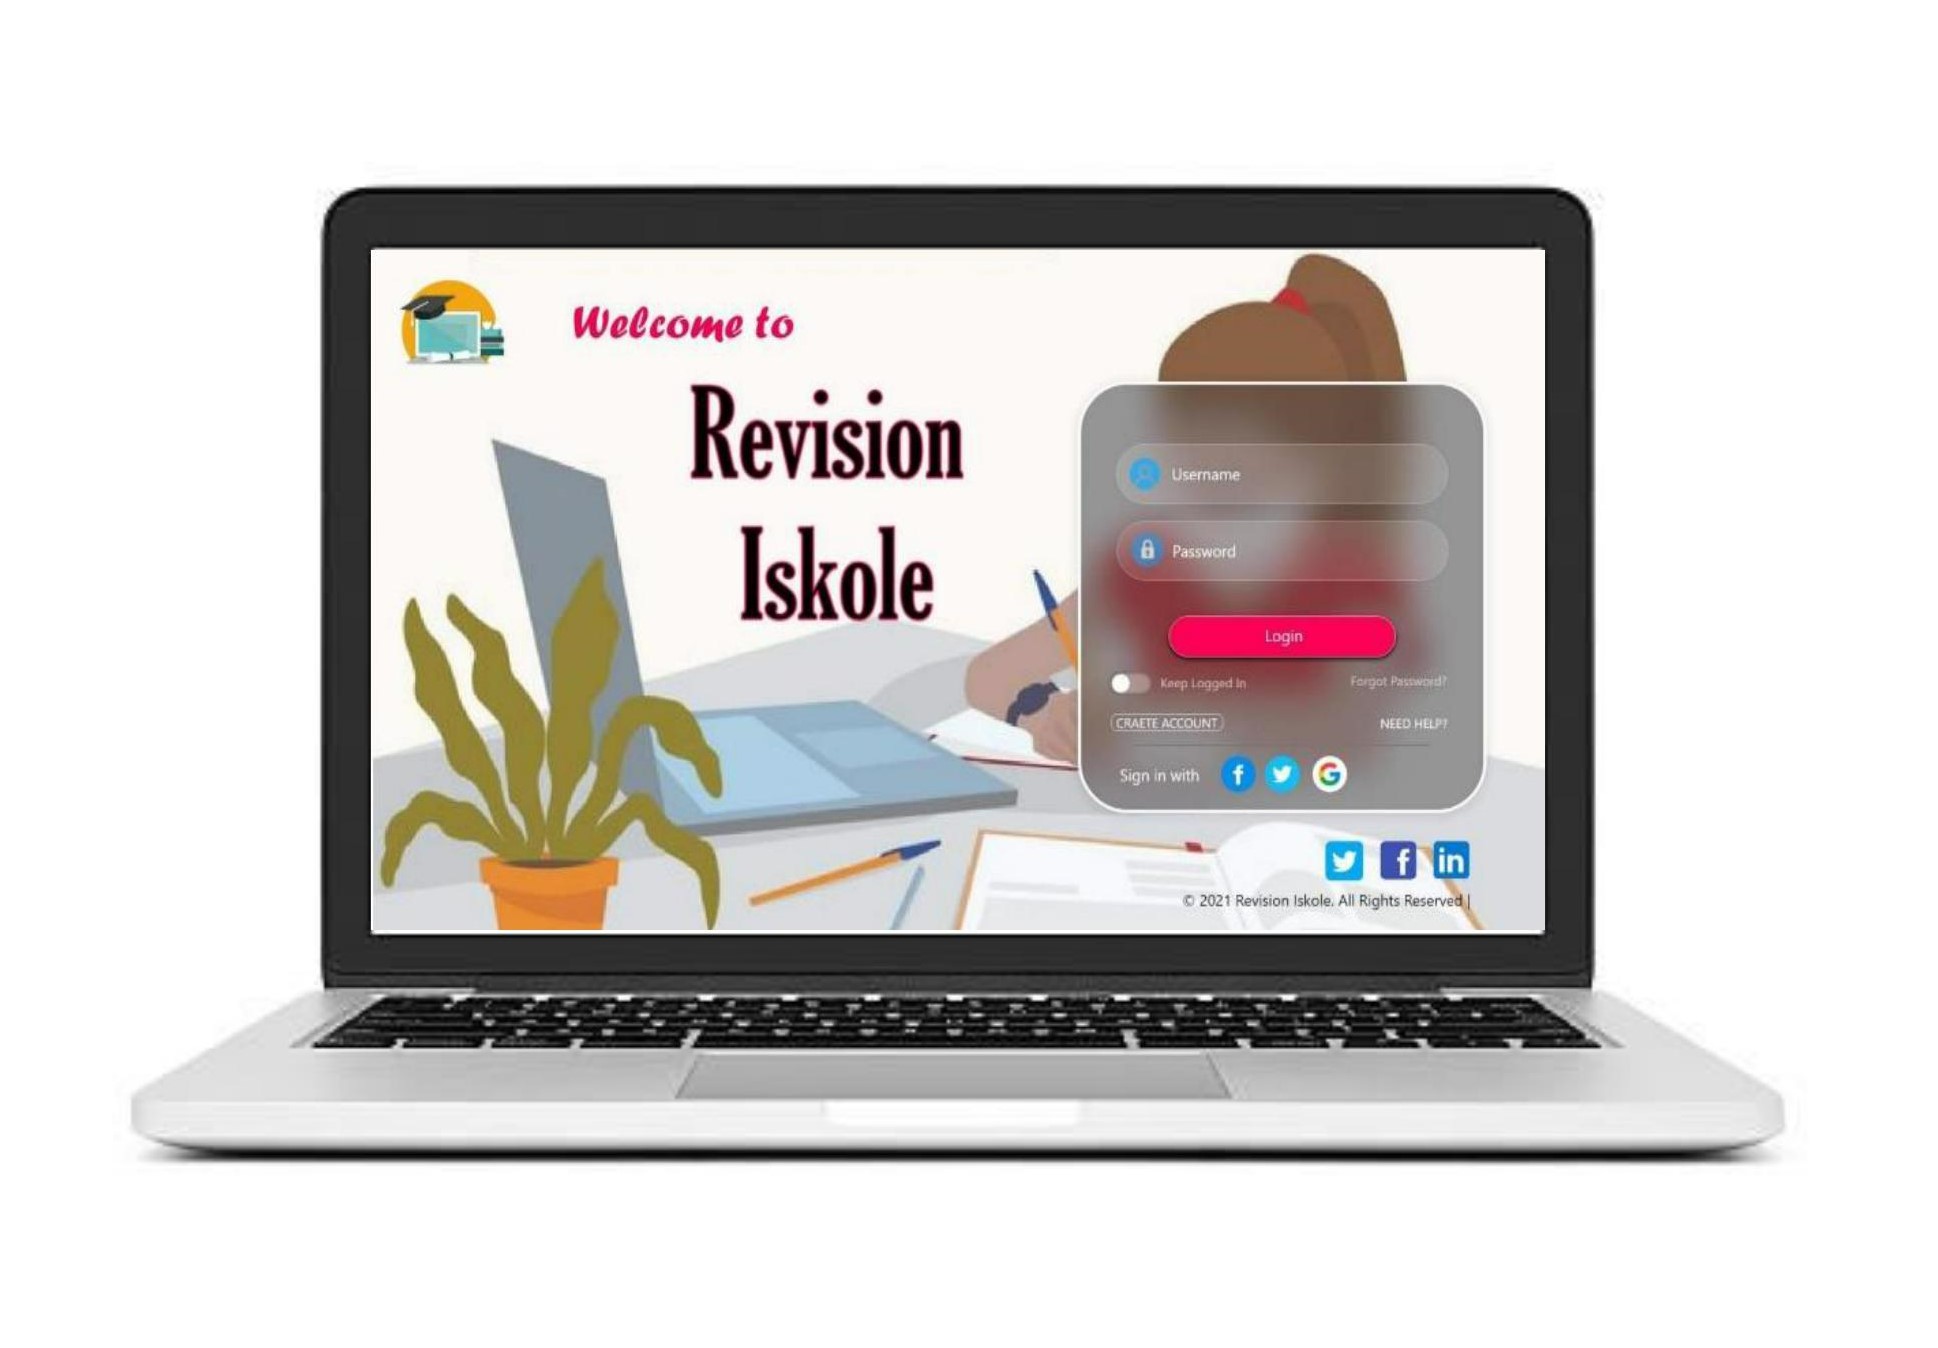 Welcome to
Revision
Iskole
Username
Password
Login
Keep Logged In
Forgot Password?
CRAETE ACCOUNT
NEED HELP?
Sign in with
© 2021 Revision Iskole. All Rights Reserved |